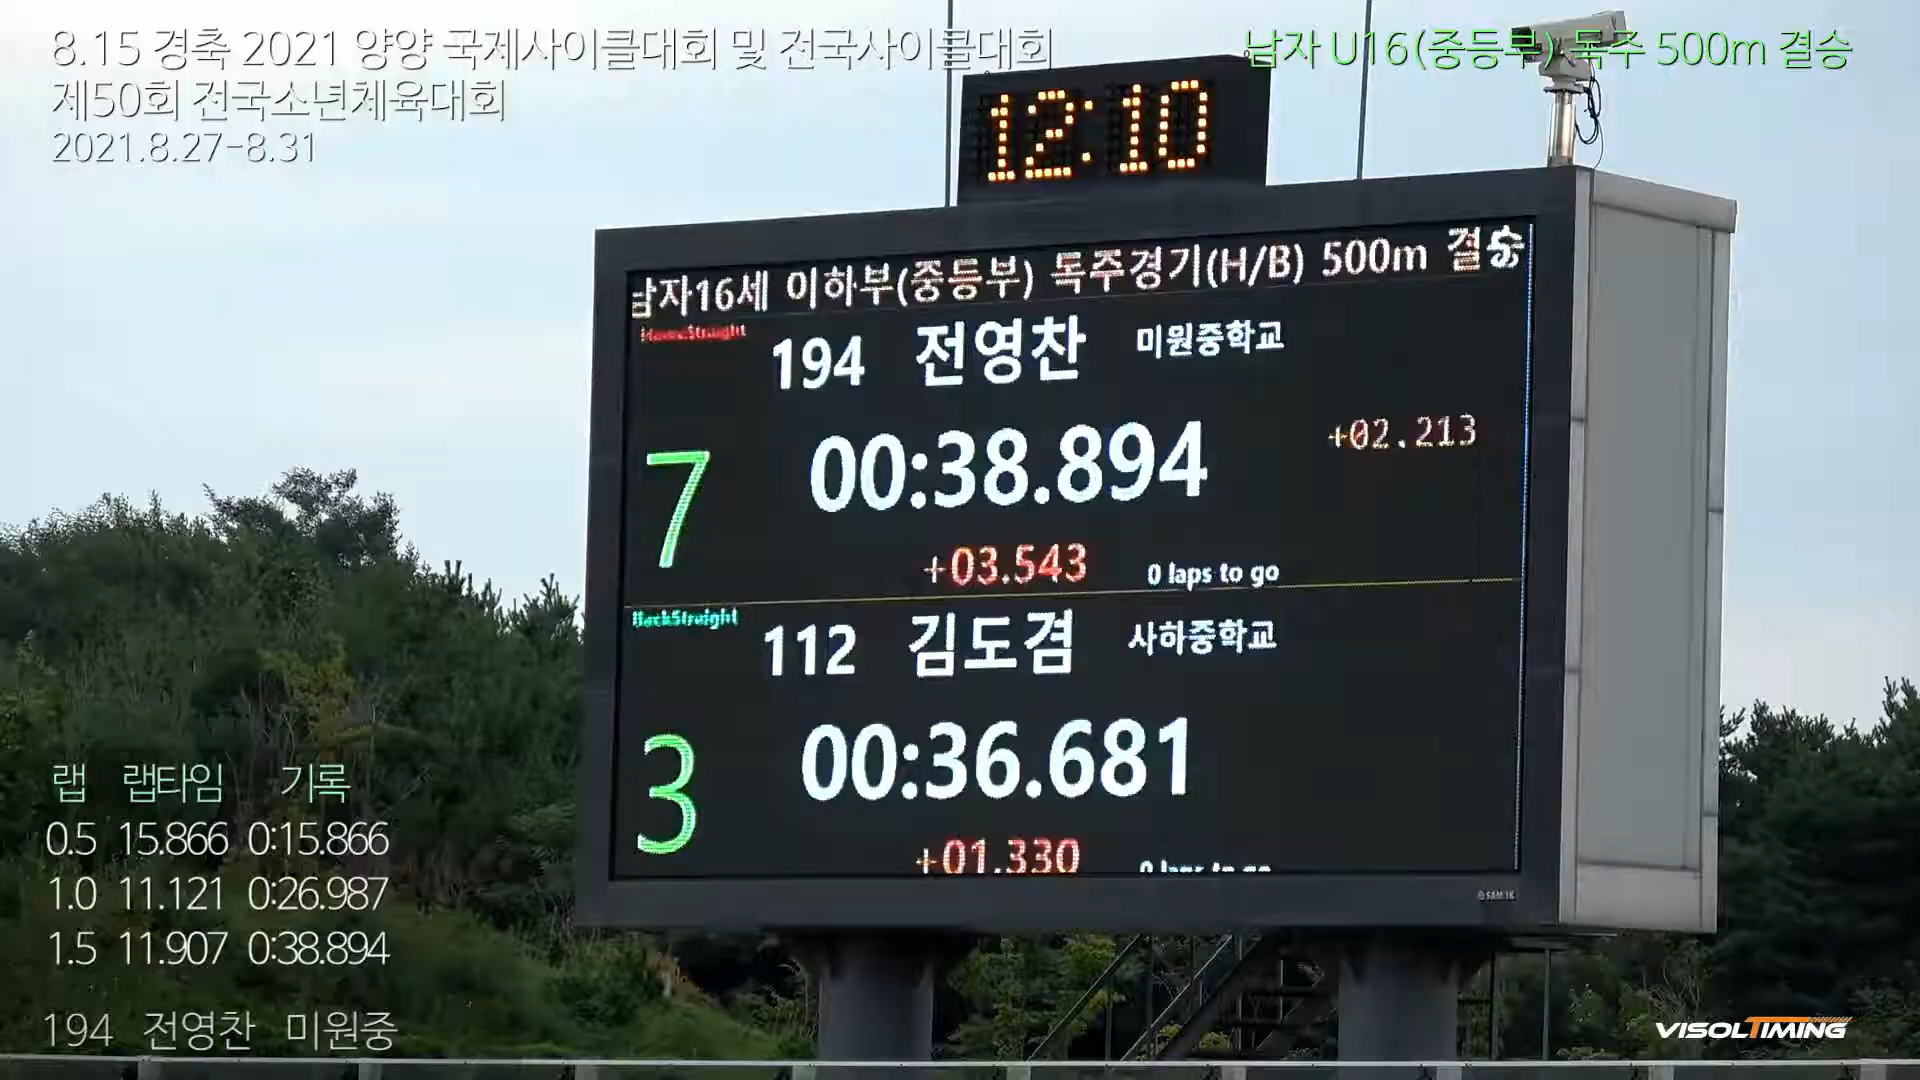 8.15 경축 2021 양양 국제사이클대회 및 전국사이클대회
제50회 전국소년체육대회
2021.8.27-8.31
남자 U16(중등부) 독주 500m 결승
12:10
남자16세 이하부(중등부) 독주경기(H/B) 500m 결승
HomeStraight
194 전영찬 미원중학교
7 00:38.894 +02.213
+03.543 0 laps to go
BackStraight
112 김도겸 사하중학교
3 00:36.681
+01.330 0 laps to go
랩 랩타임 기록
0.5 15.866 0:15.866
1.0 11.121 0:26.987
1.5 11.907 0:38.894
194 전영찬 미원중
VISOLTIMING